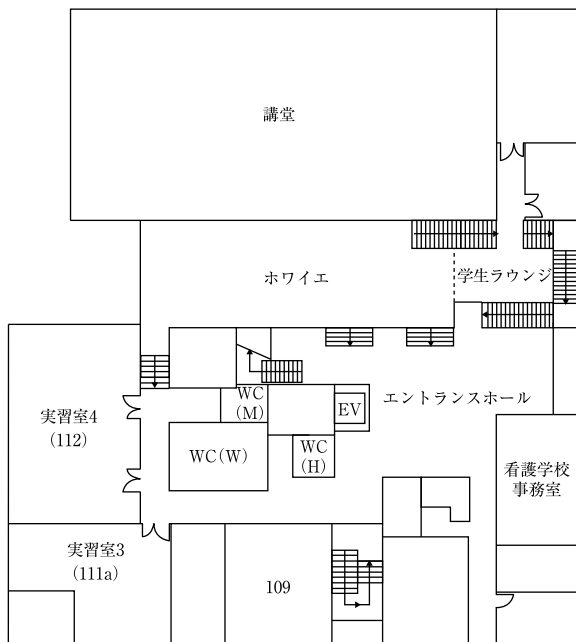 講堂
ホワイエ
学生ラウンジ
エントランスホール
WC
(M)
EV
実習室4
(112)
WC(W)
WC
(H)
看護学校
事務室
実習室3
(111a)
109